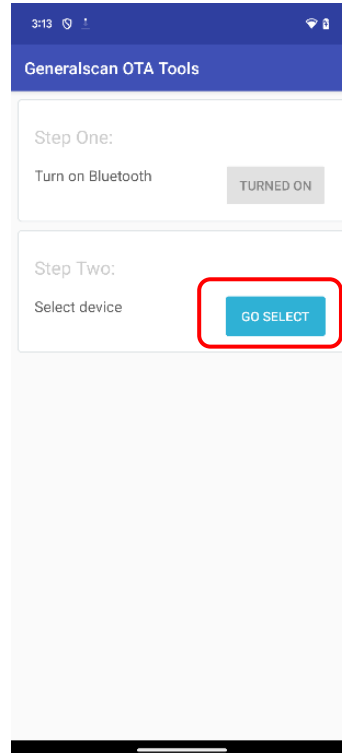 3:13
Generalscan OTA Tools
Step One:
Turn on Bluetooth
TURNED ON
Step Two:
Select device
GO SELECT